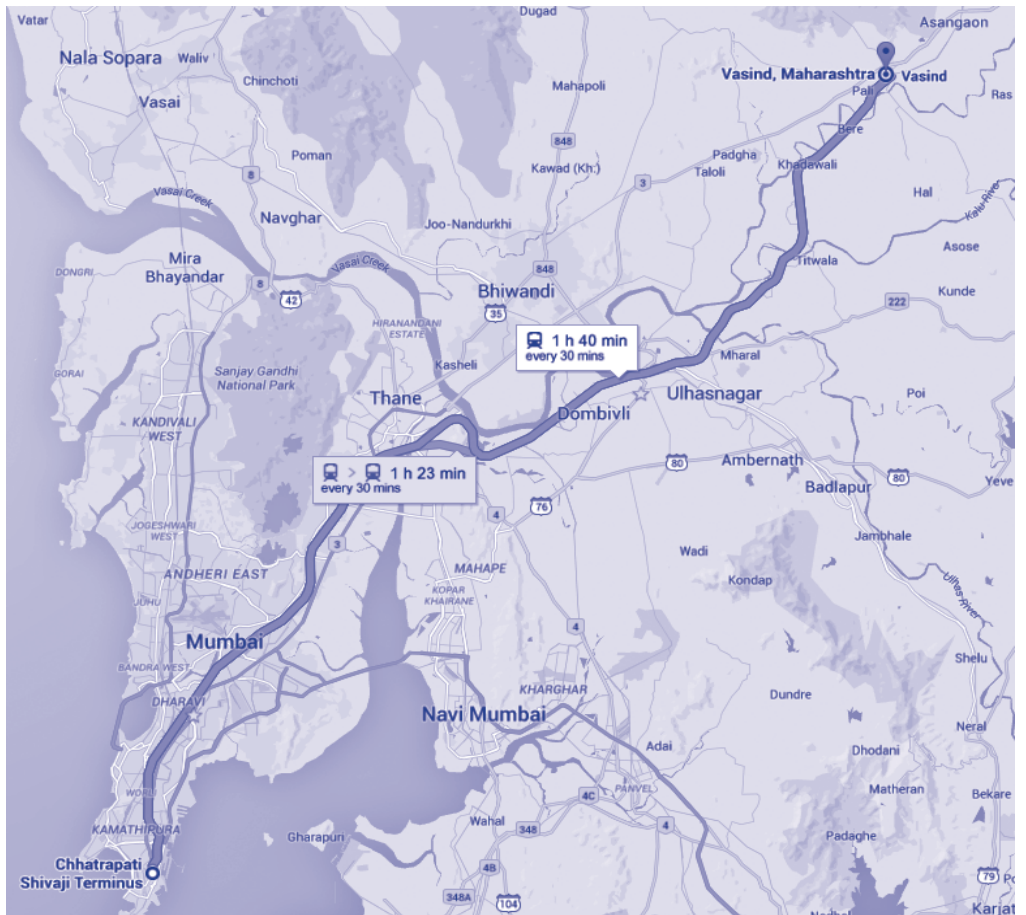 Vatar
Dugad
Asangaon
Nala Sopara
Waliv
Chinchoti
Mahapoli
Vasind, Maharashtra
Vasind
Pali
Ras
Vasai
848
Bere
Poman
Padgha
Khadawali
8
Kawad (Kh.)
3
Taloli
Vasai Creek
Hal
Kalu River
Navghar
Joo-Nandurkhi
Asose
Mira
Bhayandar
Vasai Creek
848
Titwala
DONGRI
8
42
Bhiwandi
35
222
Kunde
HIRANANDANI
ESTATE
1 h 40 min
every 30 mins
Mharal
GORAI
Sanjay Gandhi
National Park
Kasheli
Thane
Ulhasnagar
Poi
Dombivli
KANDIVALI
WEST
80
Ambernath
80
Yeve
1 h 23 min
every 30 mins
Badlapur
76
4
JOGESHWARI
WEST
3
Jambhale
Wadi
ANDHERI EAST
MAHAPE
Kondap
KOPAR
KHAIRANE
Ulhas River
JUHU
4
Mumbai
Shelu
BANDRA WEST
KHARGHAR
Dundre
DHARAVI
Navi Mumbai
Neral
Adai
Dhodani
WORLI
PANVEL
Matheran
Bekare
4C
KAMATHIPURA
Wahal
348
4
Gharapuri
Padaghe
Chhatrapati
Shivaji Terminus
4B
79
348A
104
Karjat